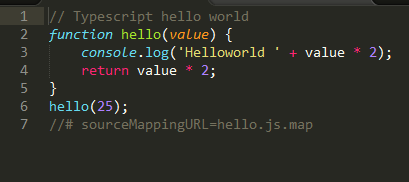 1 // Typescript hello world
2 function hello(value) {
3     console.log('Helloworld ' + value * 2);
4     return value * 2;
5 }
6 hello(25);
7 //# sourceMappingURL=hello.js.map